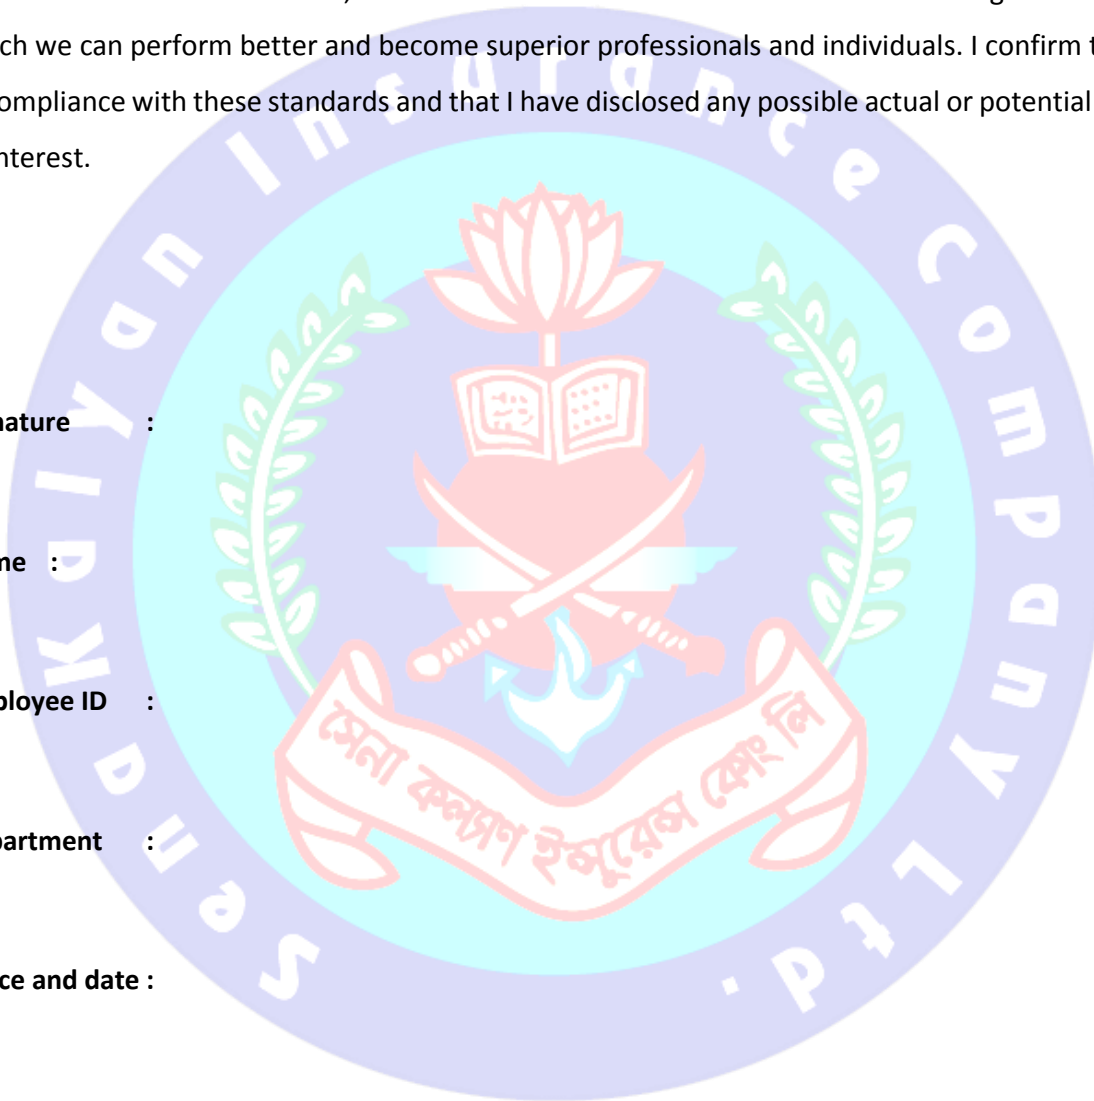 ch we can perform better and become superior professionals and individuals. I confirm t
ompliance with these standards and that I have disclosed any possible actual or potential
nterest.
nature :
me :
ployee ID :
partment :
ce and date :
Sena Kalyan Insurance Company Ltd.
সেনা কল্যাণ ইন্সুরেন্স কোং লি